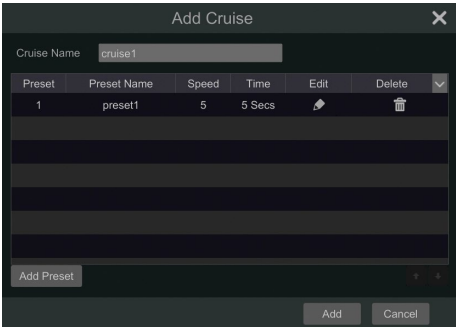 Add Cruise
Cruise Name cruise1
Preset Preset Name Speed Time Edit Delete
1 preset1 5 5 Secs
Add Preset
Add Cancel